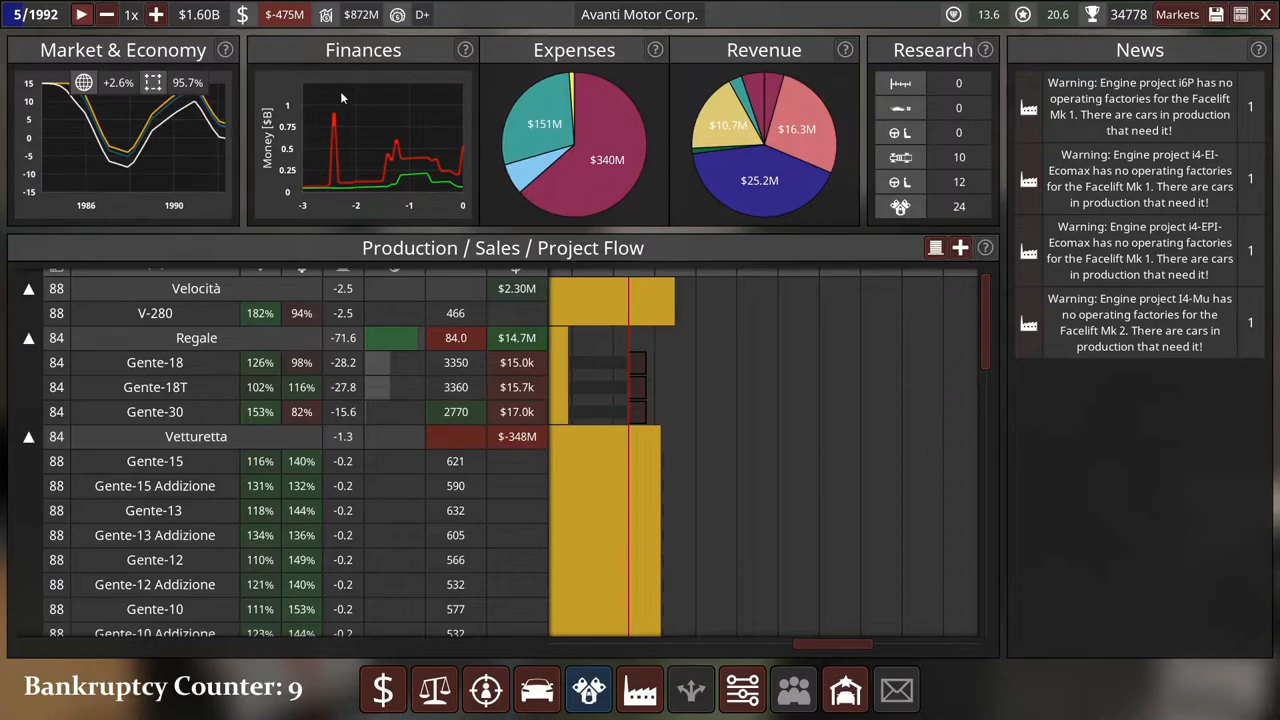 5/1992 1x $1.60B $ $-475M $872M D+ Avanti Motor Corp. 13.6 20.6 34778 Markets
Market & Economy ?
+2.6% 95.7%
15
10
5
0
-5
-10
-15
1986 1990
Finances ?
Money [$B]
1
0.75
0.5
0.25
0
-3 -2 -1 0
Expenses ?
$151M
$340M
Revenue ?
$10.7M
$16.3M
$25.2M
Research ?
0
0
0
10
12
24
News ?
Warning: Engine project i6P has no
operating factories for the Facelift
Mk 1. There are cars in production
that need it!
1
Warning: Engine project i4-EI-
Ecomax has no operating factories
for the Facelift Mk 1. There are cars
in production that need it!
1
Warning: Engine project i4-EPI-
Ecomax has no operating factories
for the Facelift Mk 1. There are cars
in production that need it!
1
Warning: Engine project I4-Mu has
no operating factories for the
Facelift Mk 2. There are cars in
production that need it!
1
Production / Sales / Project Flow ?
88 Velocità -2.5 $2.30M
88 V-280 182% 94% -2.5 466
84 Regale -71.6 84.0 $14.7M
84 Gente-18 126% 98% -28.2 3350 $15.0k
84 Gente-18T 102% 116% -27.8 3360 $15.7k
84 Gente-30 153% 82% -15.6 2770 $17.0k
84 Vetturetta -1.3 $-348M
88 Gente-15 116% 140% -0.2 621
88 Gente-15 Addizione 131% 132% -0.2 590
88 Gente-13 118% 144% -0.2 632
88 Gente-13 Addizione 134% 136% -0.2 605
88 Gente-12 110% 149% -0.2 566
88 Gente-12 Addizione 121% 140% -0.2 532
88 Gente-10 111% 153% -0.2 577
88 Gente-10 Addizione 123% 144% -0.2 532
Bankruptcy Counter: 9
$